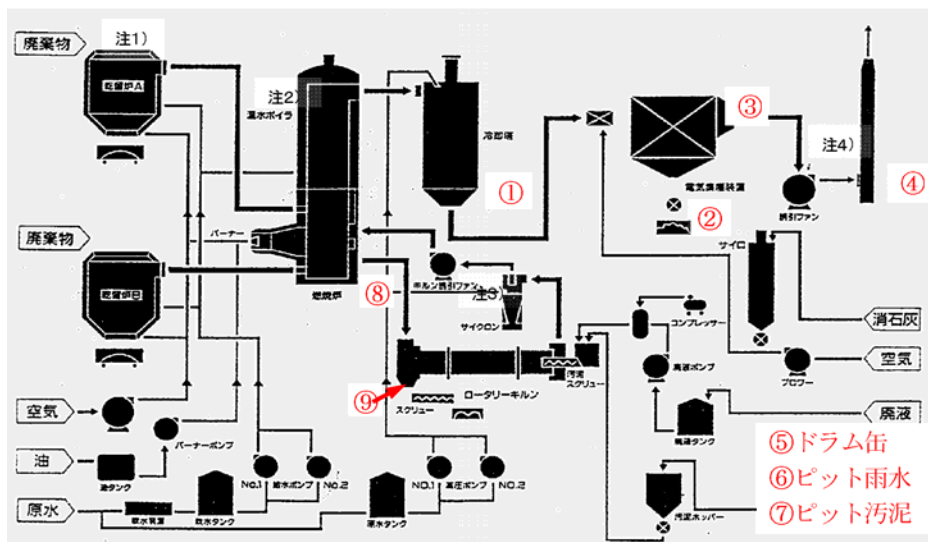 廃棄物
注1)
乾留炉A
注2)
温水ボイラ
冷却塔
①
③
電気集塵装置
②
注4)
誘引ファン
④
廃棄物
バーナー
乾留炉B
燃焼炉
⑧
キルン誘引ファン
注3)
サイクロン
サイロ
コンプレッサー
消石灰
空気
ブロワー
廃液ポンプ
汚泥
スクリュー
ロータリーキルン
⑨
スクリュー
廃液
廃液タンク
空気
バーナーポンプ
油
油タンク
No.1
給水ポンプ
No.2
NO.1
高圧ポンプ
NO.2
原水
軟水装置
軟水タンク
原水タンク
汚泥ホッパー
⑤ドラム缶
⑥ピット雨水
⑦ピット汚泥